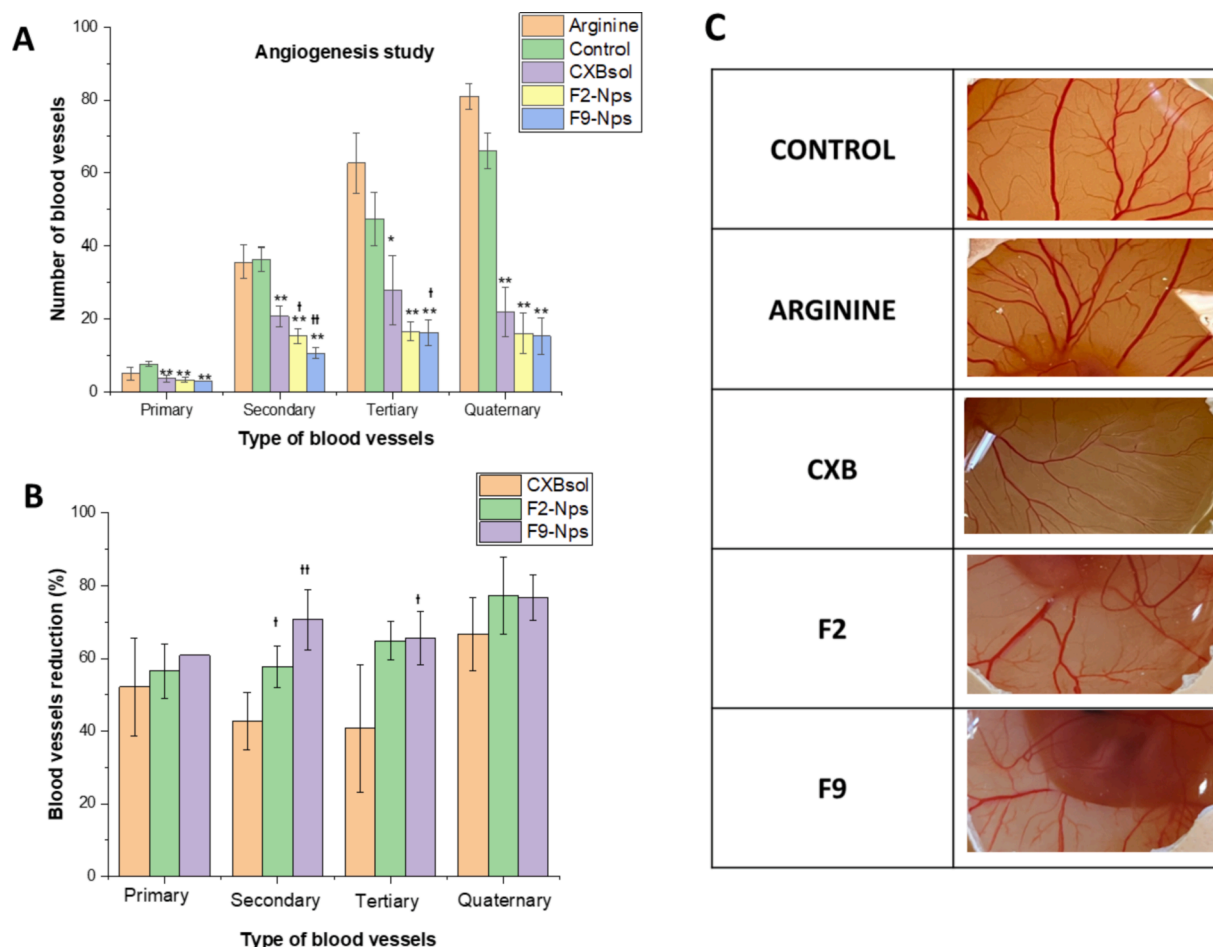 A
Angiogenesis study
Arginine
Control
CXBsol
F2-Nps
F9-Nps
Number of blood vessels
100
80
60
40
20
0
*
** ƚ ƚƚ
** **
** ƚ
** **
** ** **
** ** **
Primary Secondary Tertiary Quaternary
Type of blood vessels
B
CXBsol
F2-Nps
F9-Nps
Blood vessels reduction (%)
100
80
60
40
20
0
ƚ ƚƚ ƚ
Primary Secondary Tertiary Quaternary
Type of blood vessels
C
CONTROL
ARGININE
CXB
F2
F9